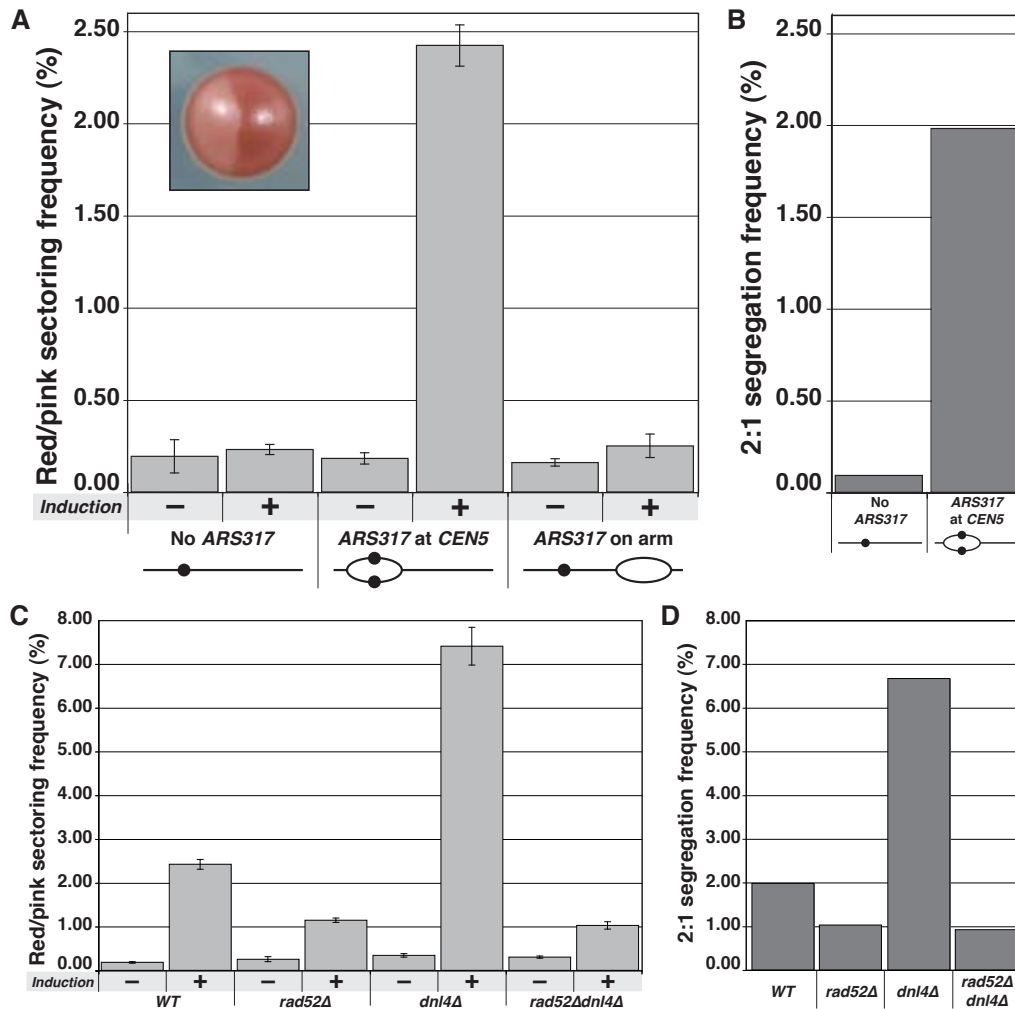 A
Red/pink sectoring frequency (%)
2.50
2.00
1.50
1.00
0.50
0.00
Induction − + − + − +
No ARS317 ARS317 at CEN5 ARS317 on arm
B
2:1 segregation frequency (%)
2.50
2.00
1.50
1.00
0.50
0.00
No
ARS317
ARS317
at CEN5
C
Red/pink sectoring frequency (%)
8.00
7.00
6.00
5.00
4.00
3.00
2.00
1.00
0.00
Induction − + − + − + − +
WT rad52Δ dnl4Δ rad52Δdnl4Δ
D
2:1 segregation frequency (%)
8.00
7.00
6.00
5.00
4.00
3.00
2.00
1.00
0.00
WT rad52Δ dnl4Δ rad52Δ
dnl4Δ